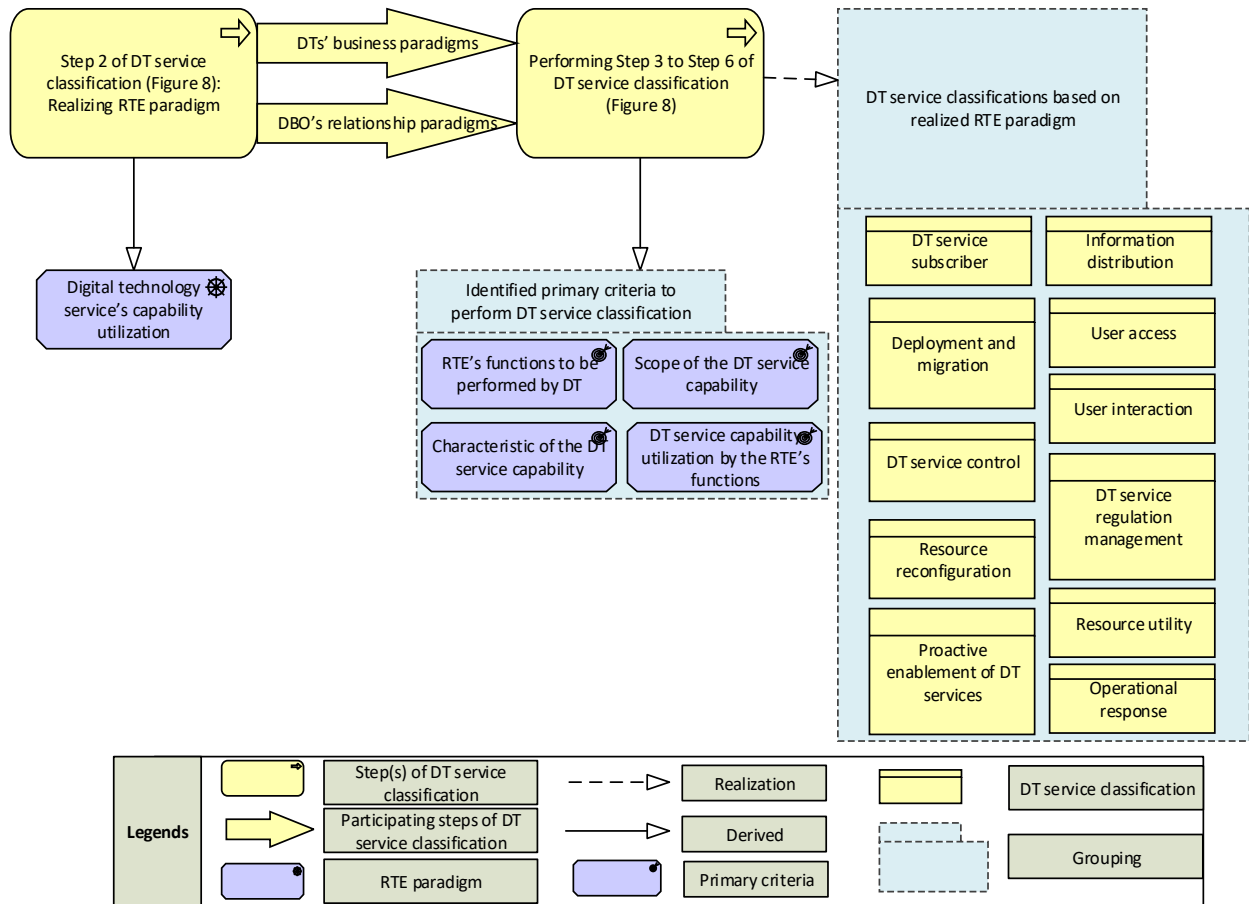 Step 2 of DT service
classification (Figure 8):
Realizing RTE paradigm
DTs' business paradigms
DBO's relationship paradigms
Performing Step 3 to Step 6 of
DT service classification
(Figure 8)
DT service classifications based on
realized RTE paradigm
Digital technology
service's capability
utilization
Identified primary criteria to
perform DT service classification
RTE's functions to be
performed by DT
Scope of the DT service
capability
Characteristic of the DT
service capability
DT service capability
utilization by the RTE's
functions
DT service
subscriber
Information
distribution
Deployment and
migration
User access
User interaction
DT service control
DT service
regulation
management
Resource
reconfiguration
Resource utility
Proactive
enablement of DT
services
Operational
response
Legends
Step(s) of DT service
classification
Realization
DT service classification
Participating steps of DT
service classification
Derived
RTE paradigm
Primary criteria
Grouping